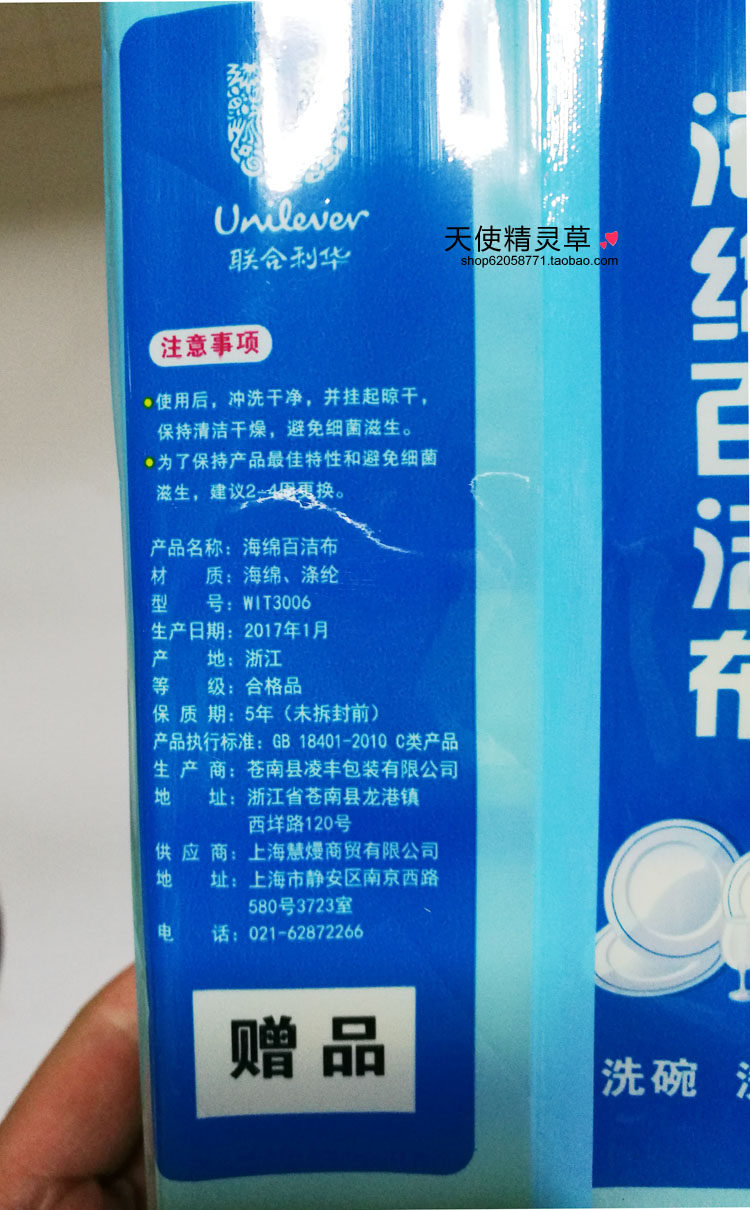 Unilever
联合利华
天使精灵草
shop62058771.taobao.com
注意事项
使用后，冲洗干净，并挂起晾干，
保持清洁干燥，避免细菌滋生。
为了保持产品最佳特性和避免细菌
滋生，建议2-4周更换。
产品名称：海绵百洁布
材 质：海绵、涤纶
型 号：WIT3006
生产日期：2017年1月
产 地：浙江
等 级：合格品
保 质 期：5年（未拆封前）
产品执行标准：GB 18401-2010 C类产品
生 产 商：苍南县凌丰包装有限公司
地 址：浙江省苍南县龙港镇
西垟路120号
供 应 商：上海慧熳商贸有限公司
地 址：上海市静安区南京西路
580号3723室
电 话：021-62872266
赠 品
海绵百洁布
洗碗